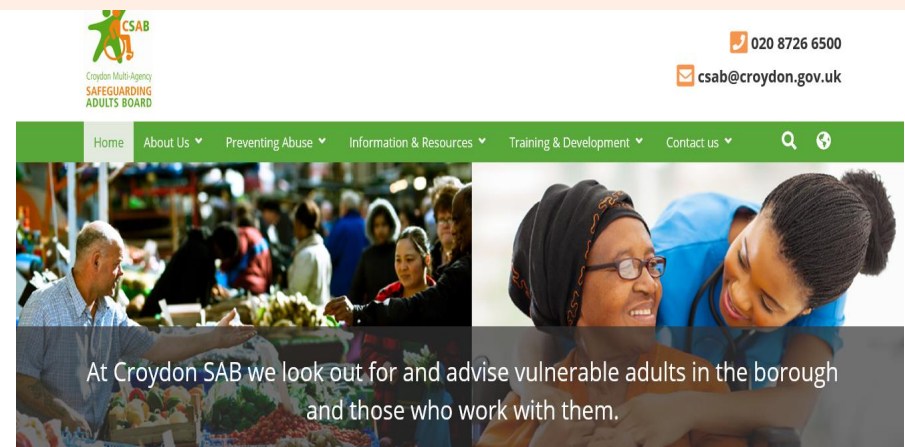 CSAB
Croydon Multi-Agency
SAFEGUARDING
ADULTS BOARD
020 8726 6500
csab@croydon.gov.uk
Home About Us Preventing Abuse Information & Resources Training & Development Contact us
At Croydon SAB we look out for and advise vulnerable adults in the borough
and those who work with them.